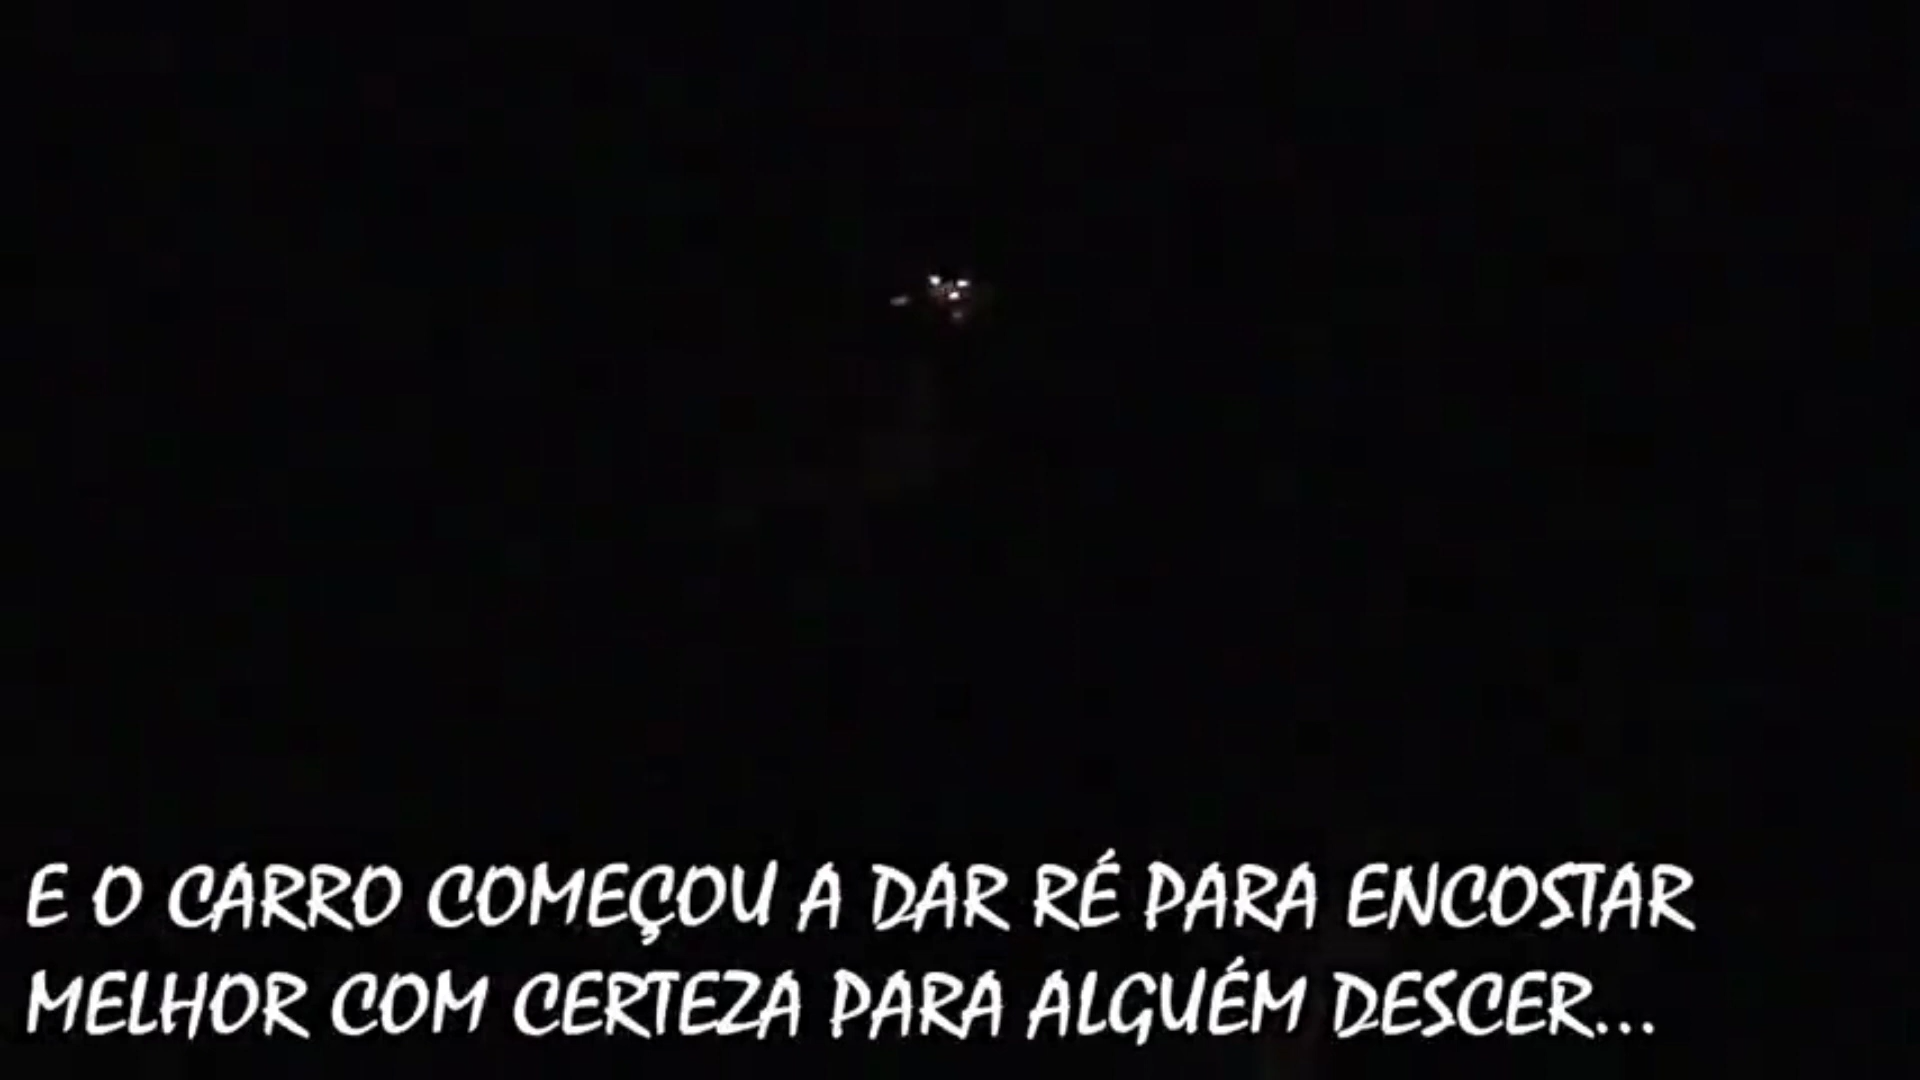 E O CARRO COMEÇOU A DAR RÉ PARA ENCOSTAR
MELHOR COM CERTEZA PARA ALGUÉM DESCER...